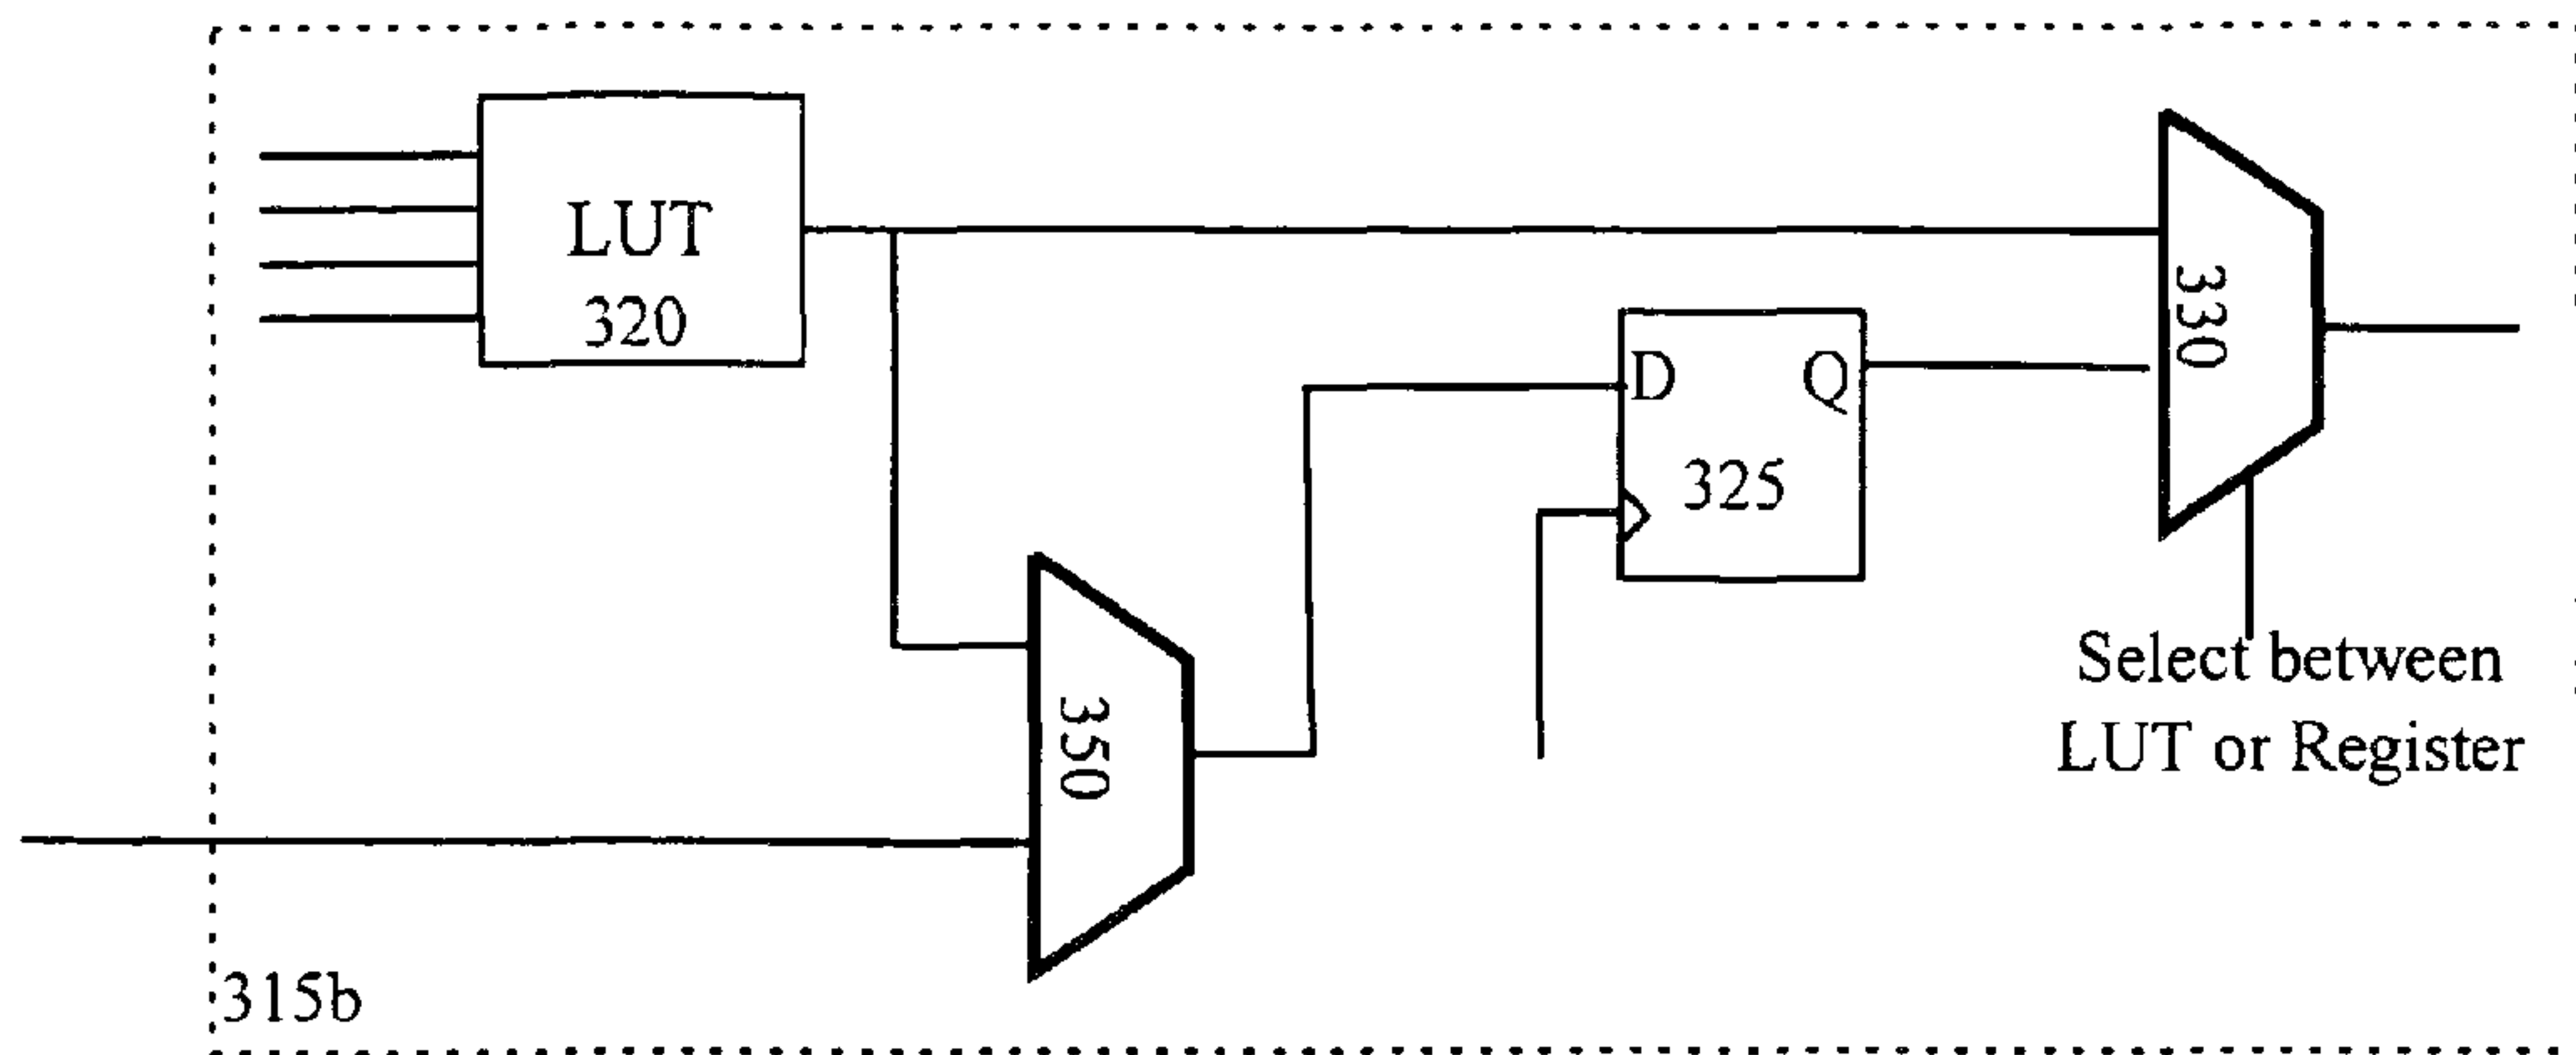 LUT
320
330
D
Q
325
350
Select between
LUT or Register
315b